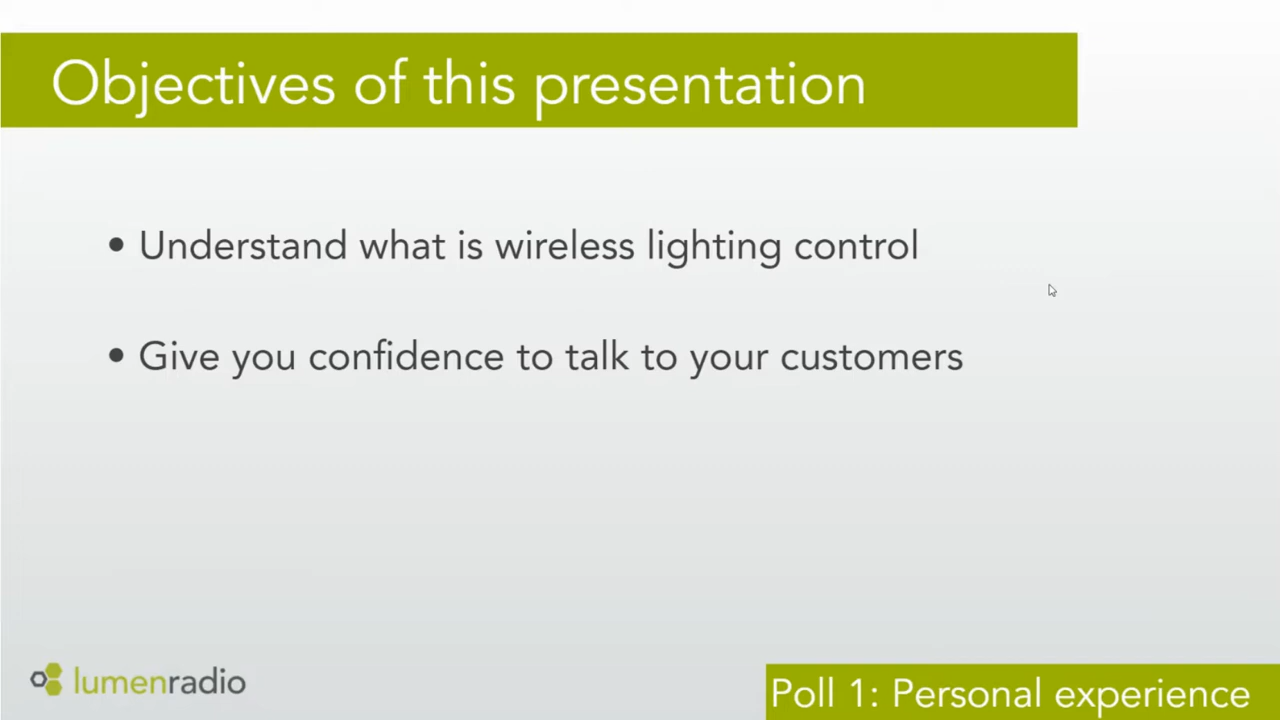 Objectives of this presentation
• Understand what is wireless lighting control
• Give you confidence to talk to your customers
lumenradio
Poll 1: Personal experience